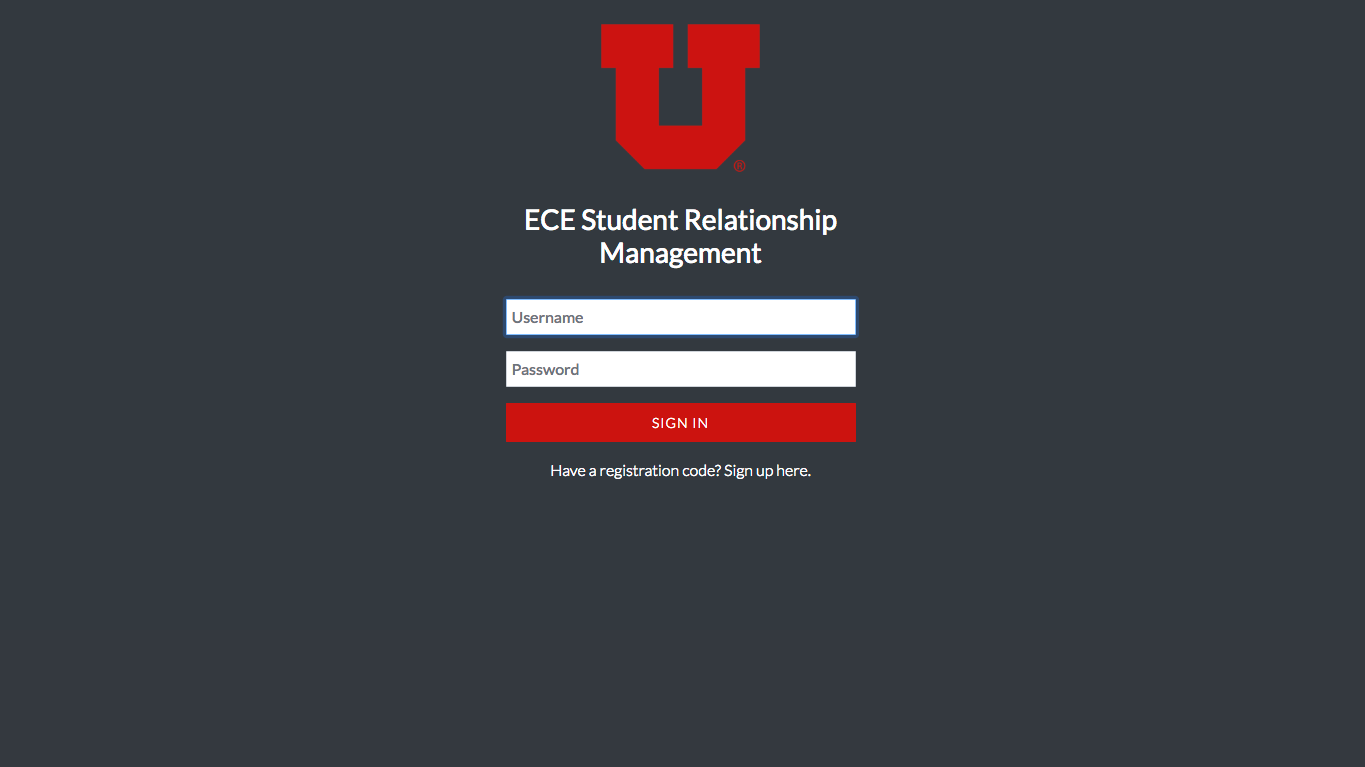 U
®
ECE Student Relationship
Management
Username
Password
SIGN IN
Have a registration code? Sign up here.